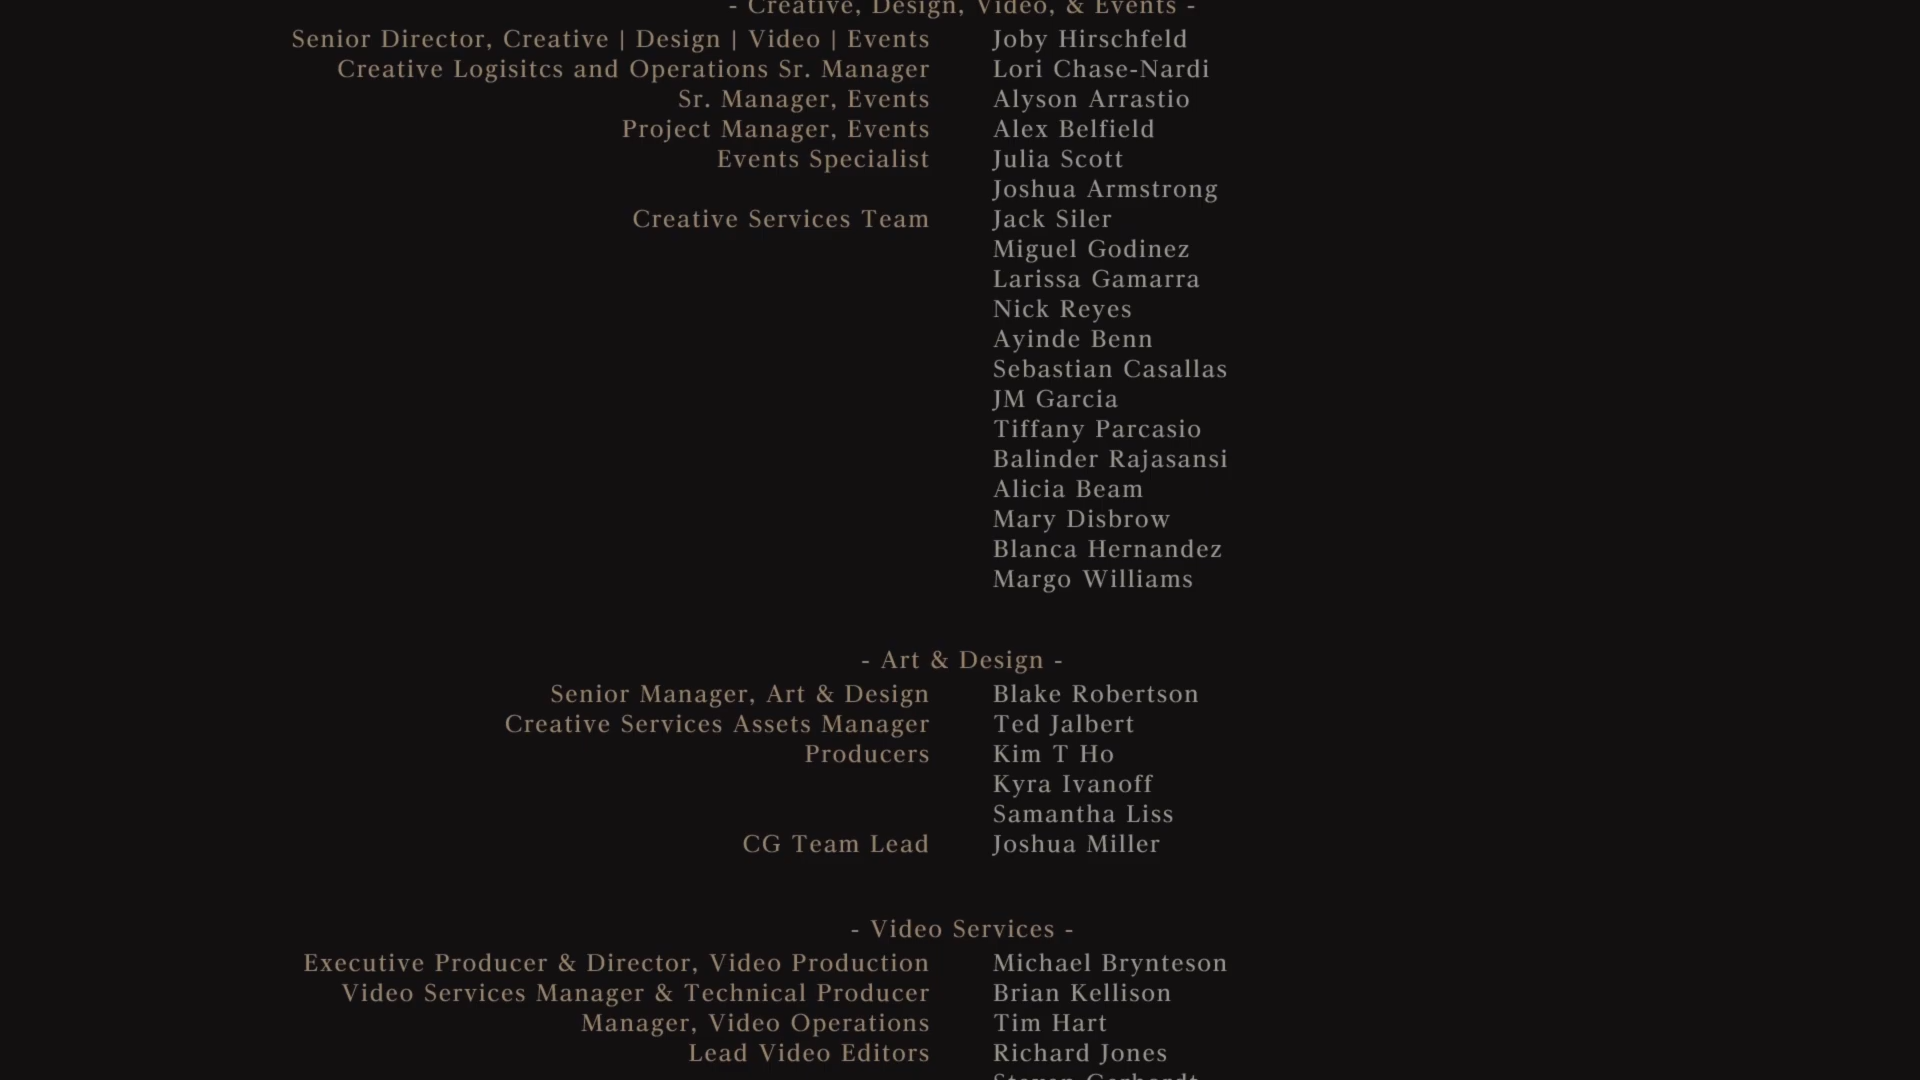 - Creative, Design, Video, & Events -
Senior Director, Creative | Design | Video | Events Joby Hirschfeld
Creative Logisitcs and Operations Sr. Manager Lori Chase-Nardi
Sr. Manager, Events Alyson Arrastio
Project Manager, Events Alex Belfield
Events Specialist Julia Scott
Joshua Armstrong
Creative Services Team Jack Siler
Miguel Godinez
Larissa Gamarra
Nick Reyes
Ayinde Benn
Sebastian Casallas
JM Garcia
Tiffany Parcasio
Balinder Rajasansi
Alicia Beam
Mary Disbrow
Blanca Hernandez
Margo Williams
- Art & Design -
Senior Manager, Art & Design Blake Robertson
Creative Services Assets Manager Ted Jalbert
Producers Kim T Ho
Kyra Ivanoff
Samantha Liss
CG Team Lead Joshua Miller
- Video Services -
Executive Producer & Director, Video Production Michael Brynteson
Video Services Manager & Technical Producer Brian Kellison
Manager, Video Operations Tim Hart
Lead Video Editors Richard Jones